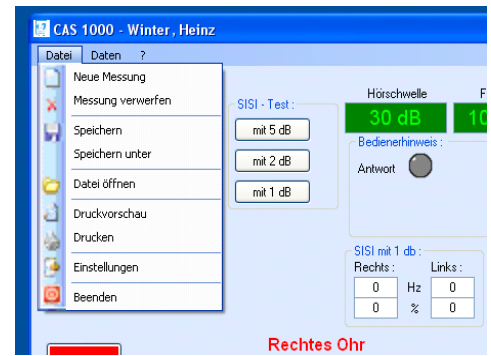 CAS 1000 - Winter, Heinz
Datei Daten ?
Neue Messung
Messung verwerfen
Speichern
Speichern unter
Datei öffnen
Druckvorschau
Drucken
Einstellungen
Beenden
SISI - Test :
mit 5 dB
mit 2 dB
mit 1 dB
Hörschwelle F
30 dB 10
Bedienerhinweis :
Antwort
SISI mit 1 db :
Rechts : Links :
0 Hz 0
0 % 0
Rechtes Ohr